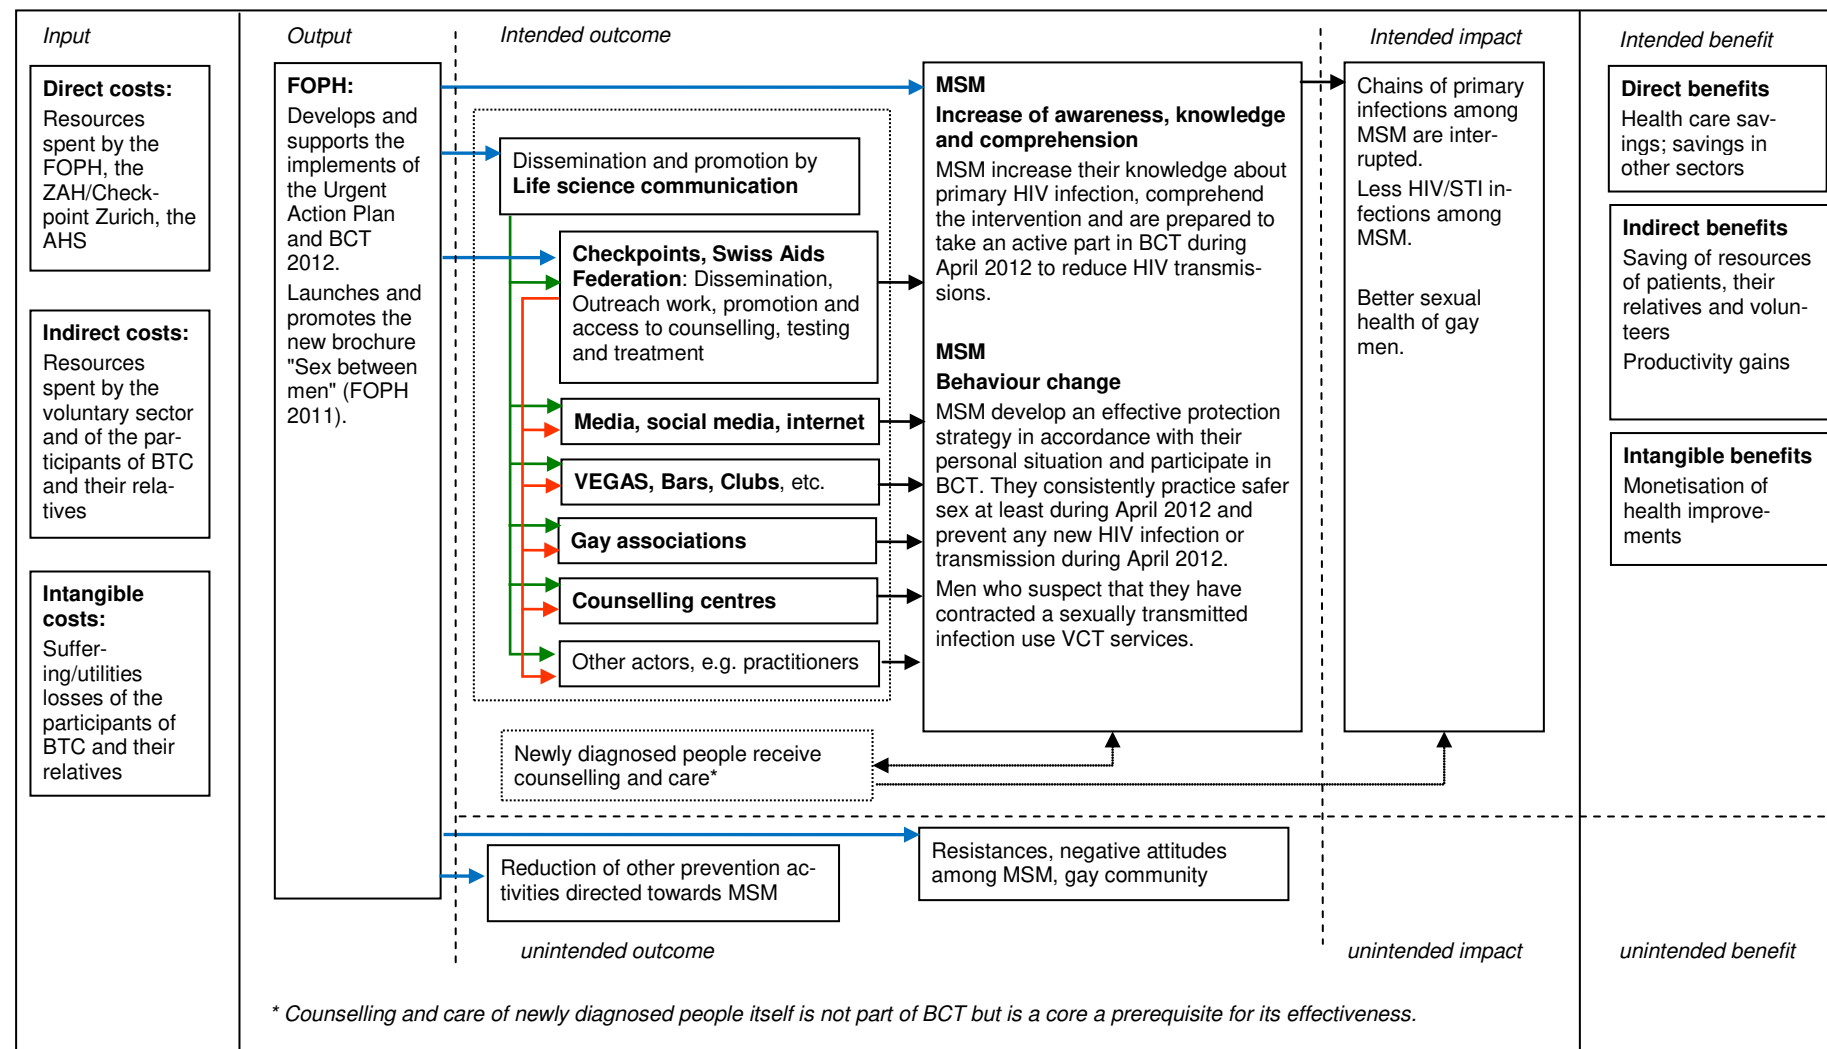 Input
Direct costs:
Resources
spent by the
FOPH, the
ZAH/Check-
point Zurich, the
AHS
Indirect costs:
Resources
spent by the
voluntary sector
and of the par-
ticipants of BTC
and their rela-
tives
Intangible
costs:
Suffer-
ing/utilities
losses of the
participants of
BTC and their
relatives
Output
FOPH:
Develops and
supports the
implements of
the Urgent
Action Plan
and BCT
2012.
Launches and
promotes the
new brochure
"Sex between
men" (FOPH
2011).
Intended outcome
Dissemination and promotion by
Life science communication
Checkpoints, Swiss Aids
Federation: Dissemination,
Outreach work, promotion and
access to counselling, testing
and treatment
Media, social media, internet
VEGAS, Bars, Clubs, etc.
Gay associations
Counselling centres
Other actors, e.g. practitioners
Newly diagnosed people receive
counselling and care*
MSM
Increase of awareness, knowledge
and comprehension
MSM increase their knowledge about
primary HIV infection, comprehend
the intervention and are prepared to
take an active part in BCT during
April 2012 to reduce HIV transmis-
sions.
MSM
Behaviour change
MSM develop an effective protection
strategy in accordance with their
personal situation and participate in
BCT. They consistently practice safer
sex at least during April 2012 and
prevent any new HIV infection or
transmission during April 2012.
Men who suspect that they have
contracted a sexually transmitted
infection use VCT services.
Intended impact
Chains of primary
infections among
MSM are inter-
rupted.
Less HIV/STI in-
fections among
MSM.
Better sexual
health of gay
men.
Intended benefit
Direct benefits
Health care sav-
ings; savings in
other sectors
Indirect benefits
Saving of resources
of patients, their
relatives and volun-
teers
Productivity gains
Intangible benefits
Monetisation of
health improve-
ments
Reduction of other prevention ac-
tivities directed towards MSM
Resistances, negative attitudes
among MSM, gay community
unintended outcome
unintended impact
unintended benefit
* Counselling and care of newly diagnosed people itself is not part of BCT but is a core a prerequisite for its effectiveness.